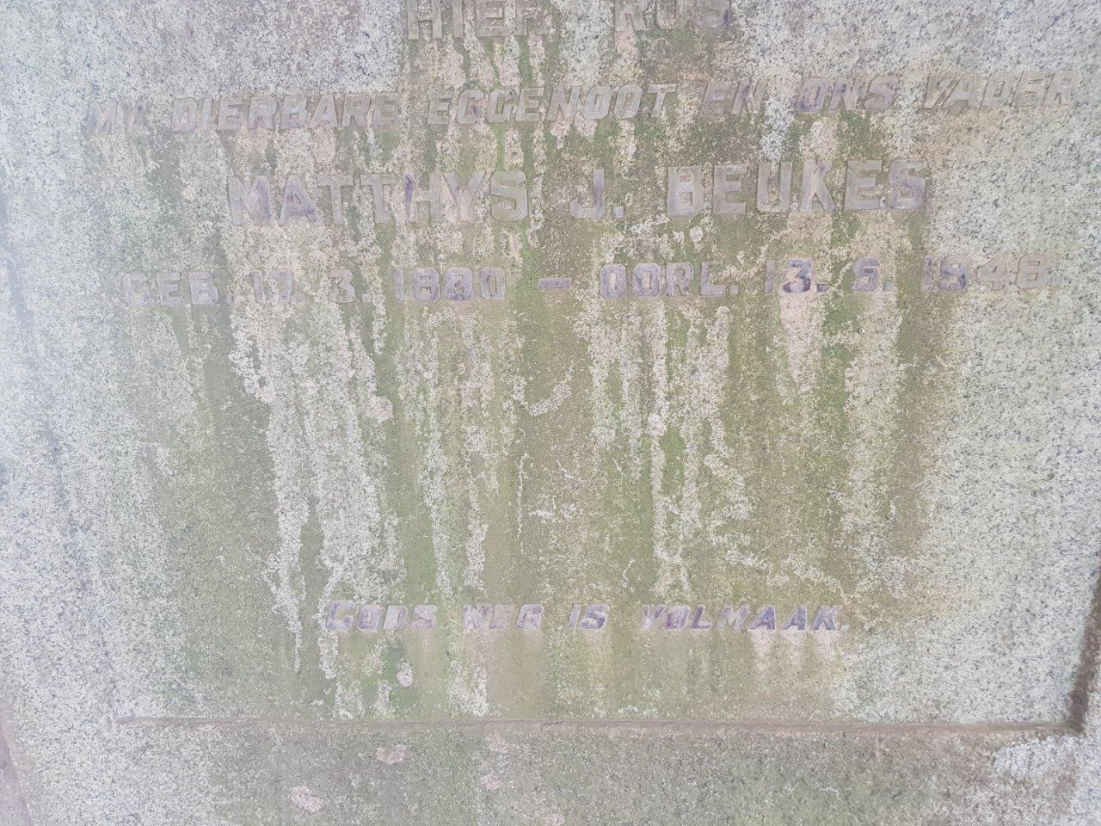 HIER RUS
MY DIERBARE EGGENOOT EN ONS VADER
MATTHYS J. BEUKES
GEB. 11. 3. 1880 — OORL. 13. 5. 1948.
GODS WEG IS VOLMAAK.